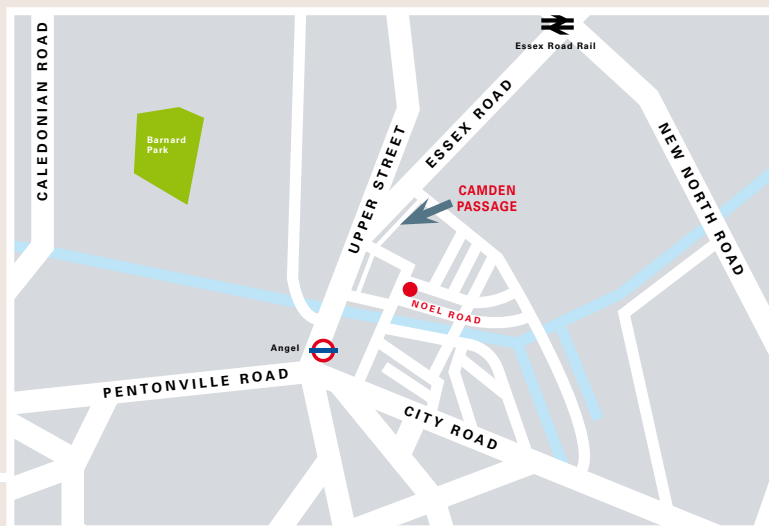 Essex Road Rail
CALEDONIAN ROAD
Barnard
Park
ESSEX ROAD
UPPER STREET
NEW NORTH ROAD
CAMDEN
PASSAGE
NOEL ROAD
Angel
PENTONVILLE ROAD
CITY ROAD